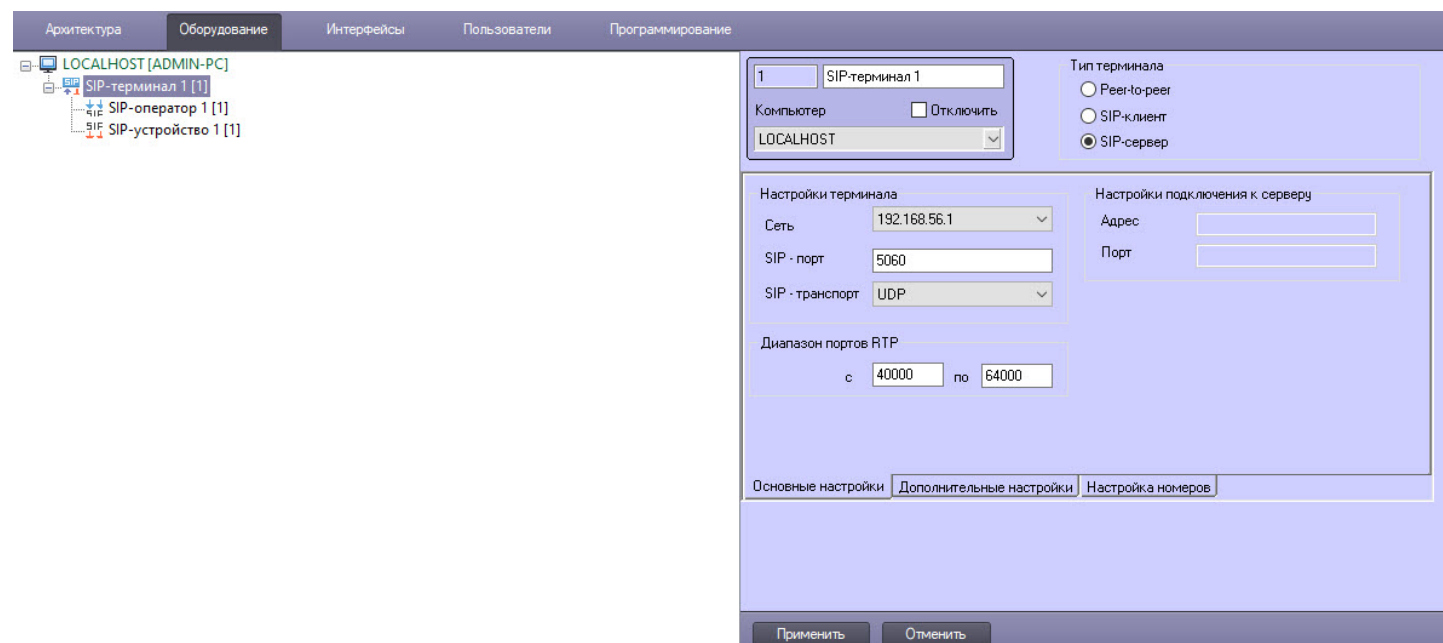 Архитектура Оборудование Интерфейсы Пользователи Программирование
LOCALHOST [ADMIN-PC]
SIP-терминал 1 [1]
SIP-оператор 1 [1]
SIP-устройство 1 [1]
1 SIP-терминал 1
Компьютер Отключить
LOCALHOST
Тип терминала
Peer-to-peer
SIP-клиент
SIP-сервер
Настройки терминала
Сеть 192.168.56.1
SIP - порт 5060
SIP - транспорт UDP
Настройки подключения к серверу
Адрес
Порт
Диапазон портов RTP
с 40000 по 64000
Основные настройки Дополнительные настройки Настройка номеров
Применить Отменить